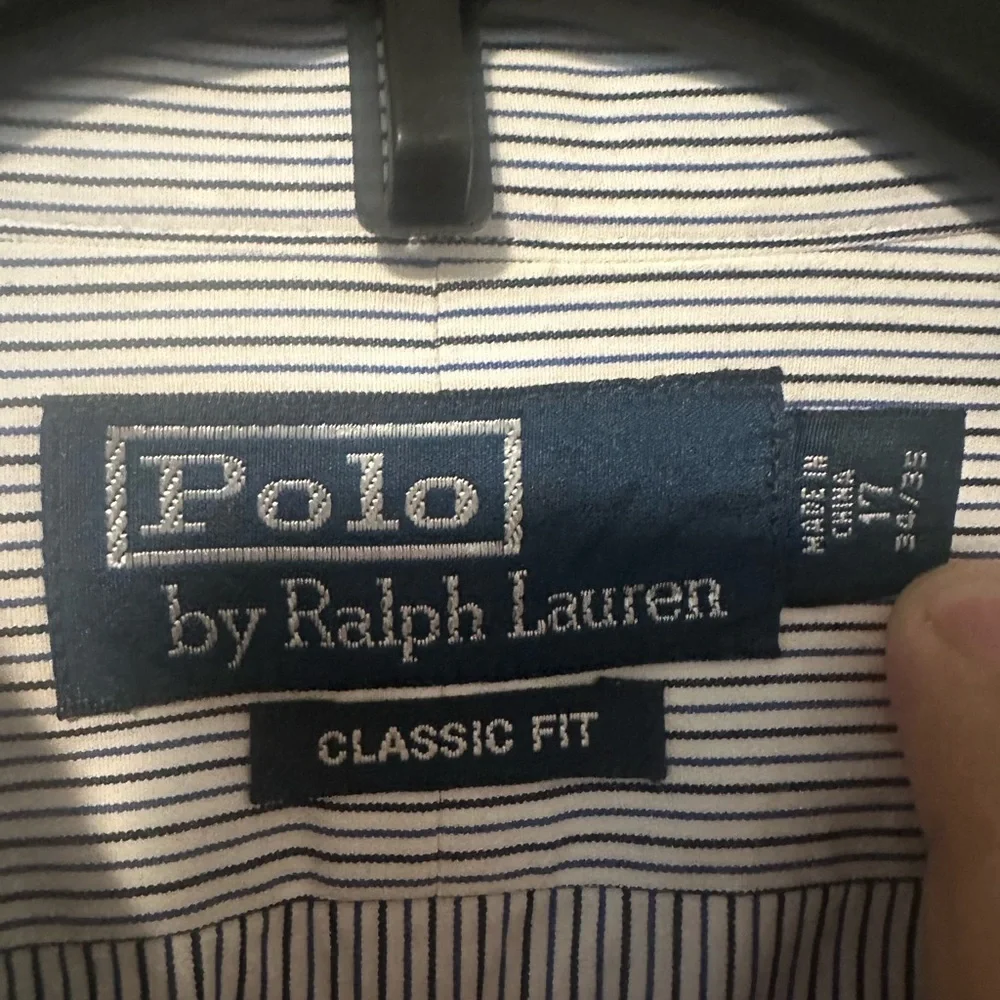 Polo
by Ralph Lauren
CLASSIC FIT
MADE IN
CHINA
17
34/35